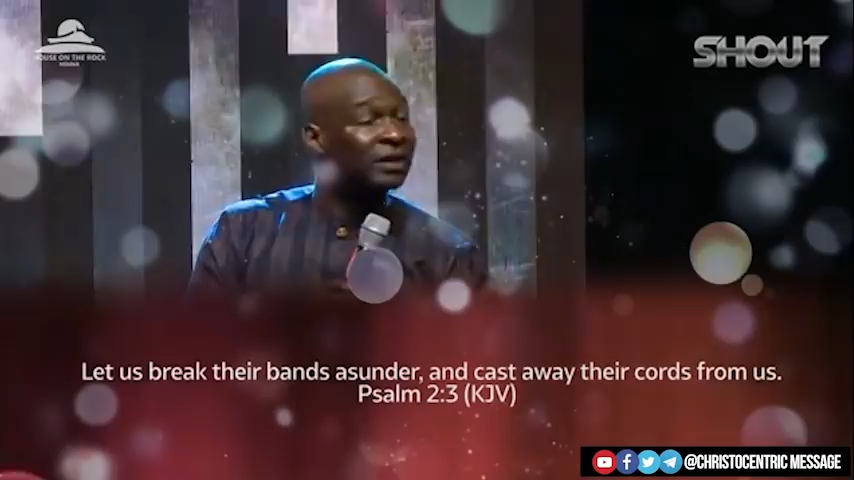 HOUSE ON THE ROCK
SHOUT
Let us break their bands asunder, and cast away their cords from us.
Psalm 2:3 (KJV)
@CHRISTOCENTRIC MESSAGE